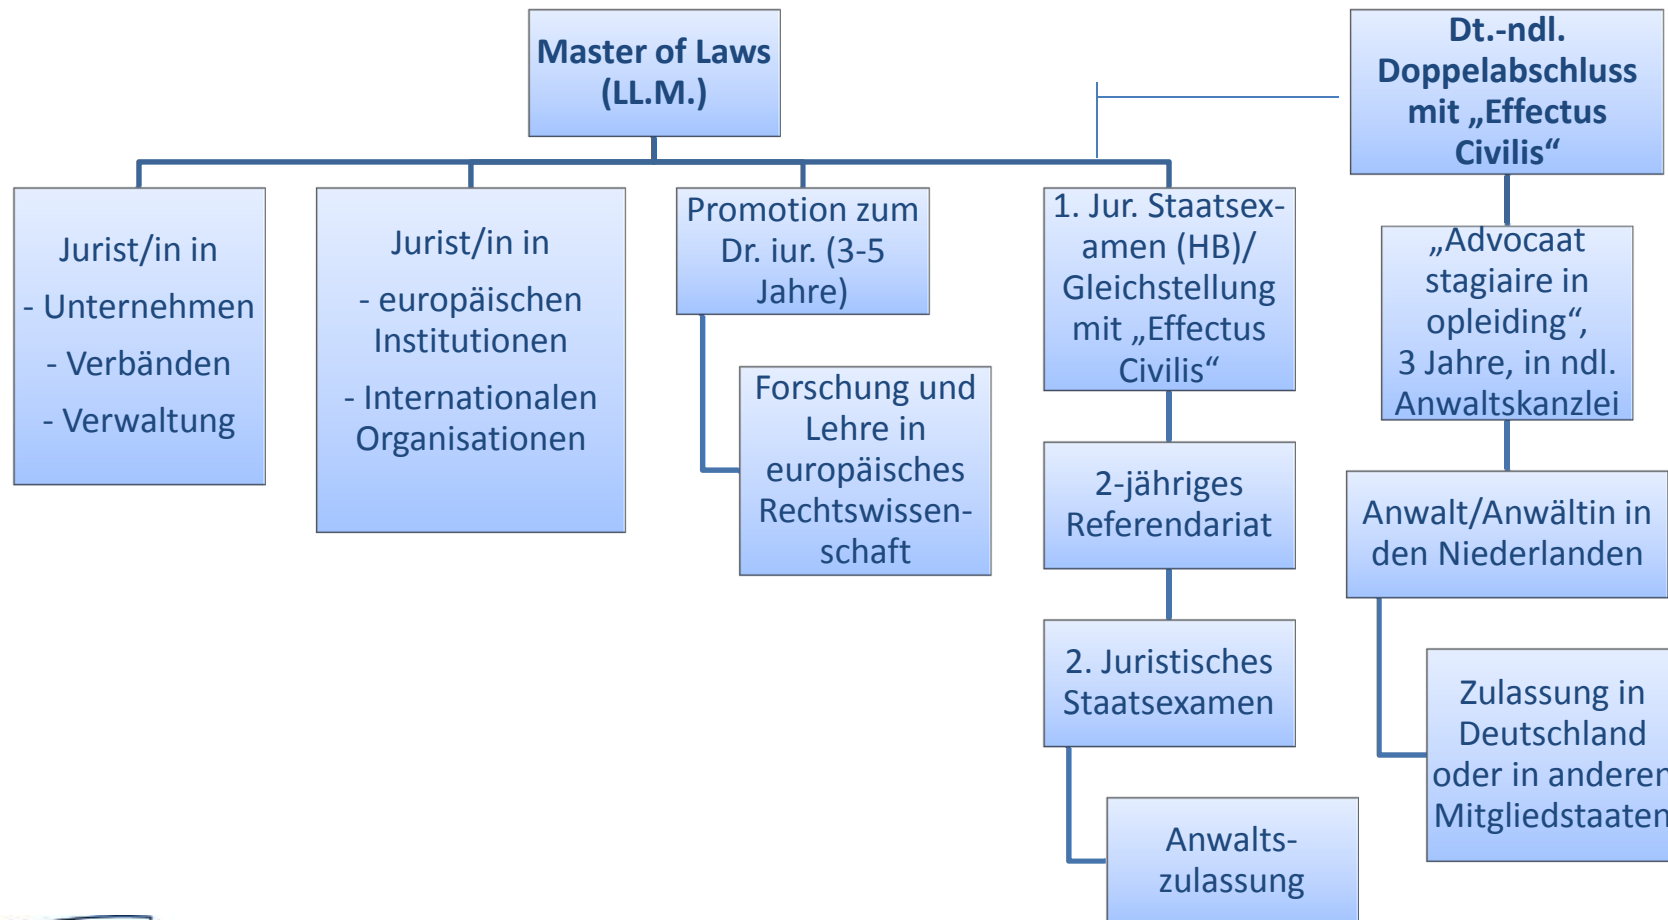 Master of Laws
(LL.M.)
Dt.-ndl.
Doppelabschluss
mit „Effectus
Civilis“
Jurist/in in
- Unternehmen
- Verbänden
- Verwaltung
Jurist/in in
- europäischen
Institutionen
- Internationalen
Organisationen
Promotion zum
Dr. iur. (3-5
Jahre)
Forschung und
Lehre in
europäisches
Rechtswissen-
schaft
1. Jur. Staatsex-
amen (HB)/
Gleichstellung
mit „Effectus
Civilis“
2-jähriges
Referendariat
2. Juristisches
Staatsexamen
Anwalts-
zulassung
„Advocaat
stagiaire in
opleiding“,
3 Jahre, in ndl.
Anwaltskanzlei
Anwalt/Anwältin in
den Niederlanden
Zulassung in
Deutschland
oder in anderen
Mitgliedstaaten